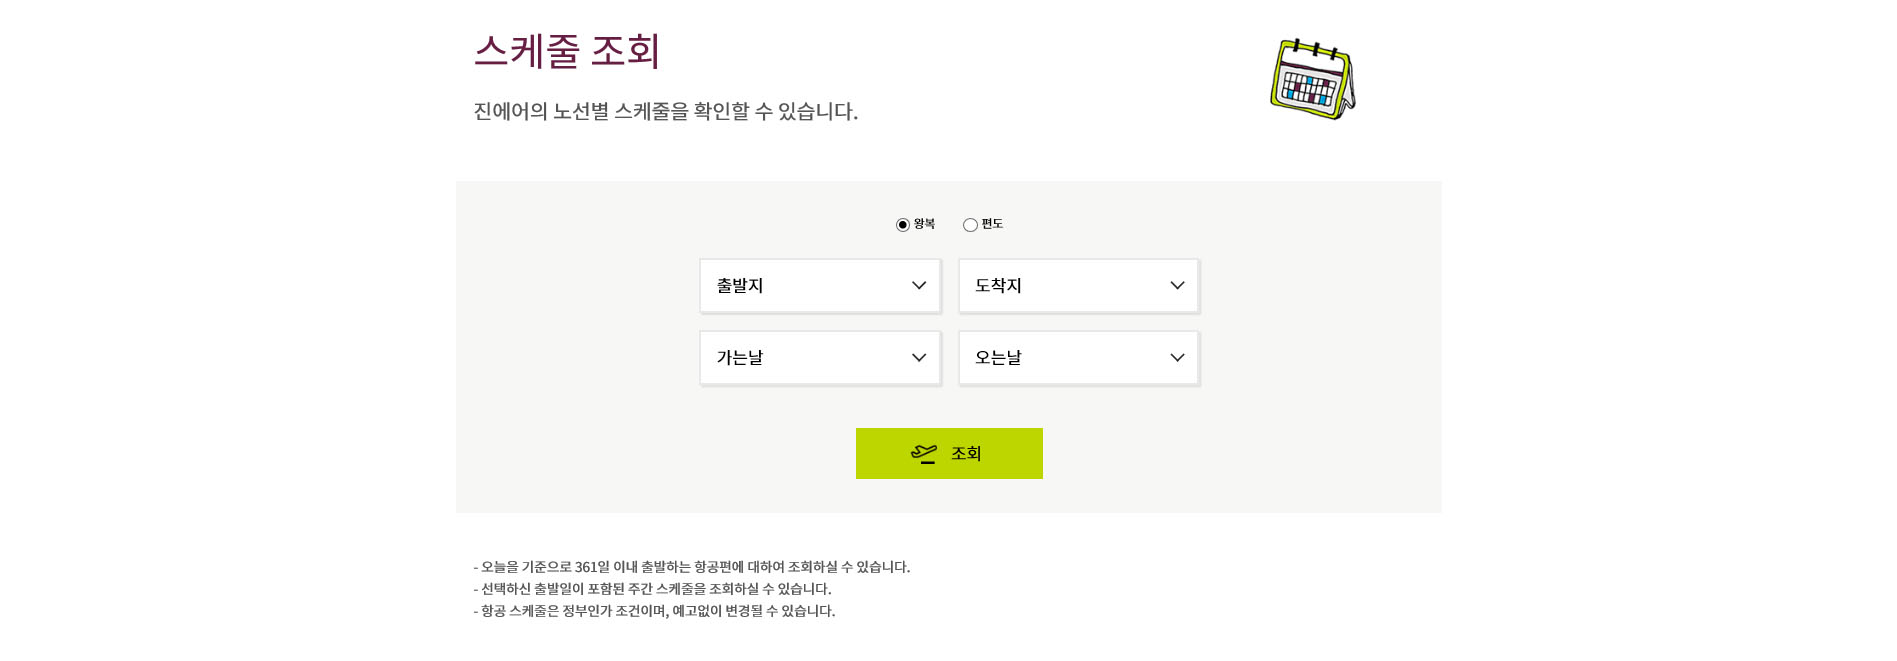 스케줄 조회
진에어의 노선별 스케줄을 확인할 수 있습니다.
왕복 편도
출발지 도착지
가는날 오는날
조회
- 오늘을 기준으로 361일 이내 출발하는 항공편에 대하여 조회하실 수 있습니다.
- 선택하신 출발일이 포함된 주간 스케줄을 조회하실 수 있습니다.
- 항공 스케줄은 정부인가 조건이며, 예고없이 변경될 수 있습니다.